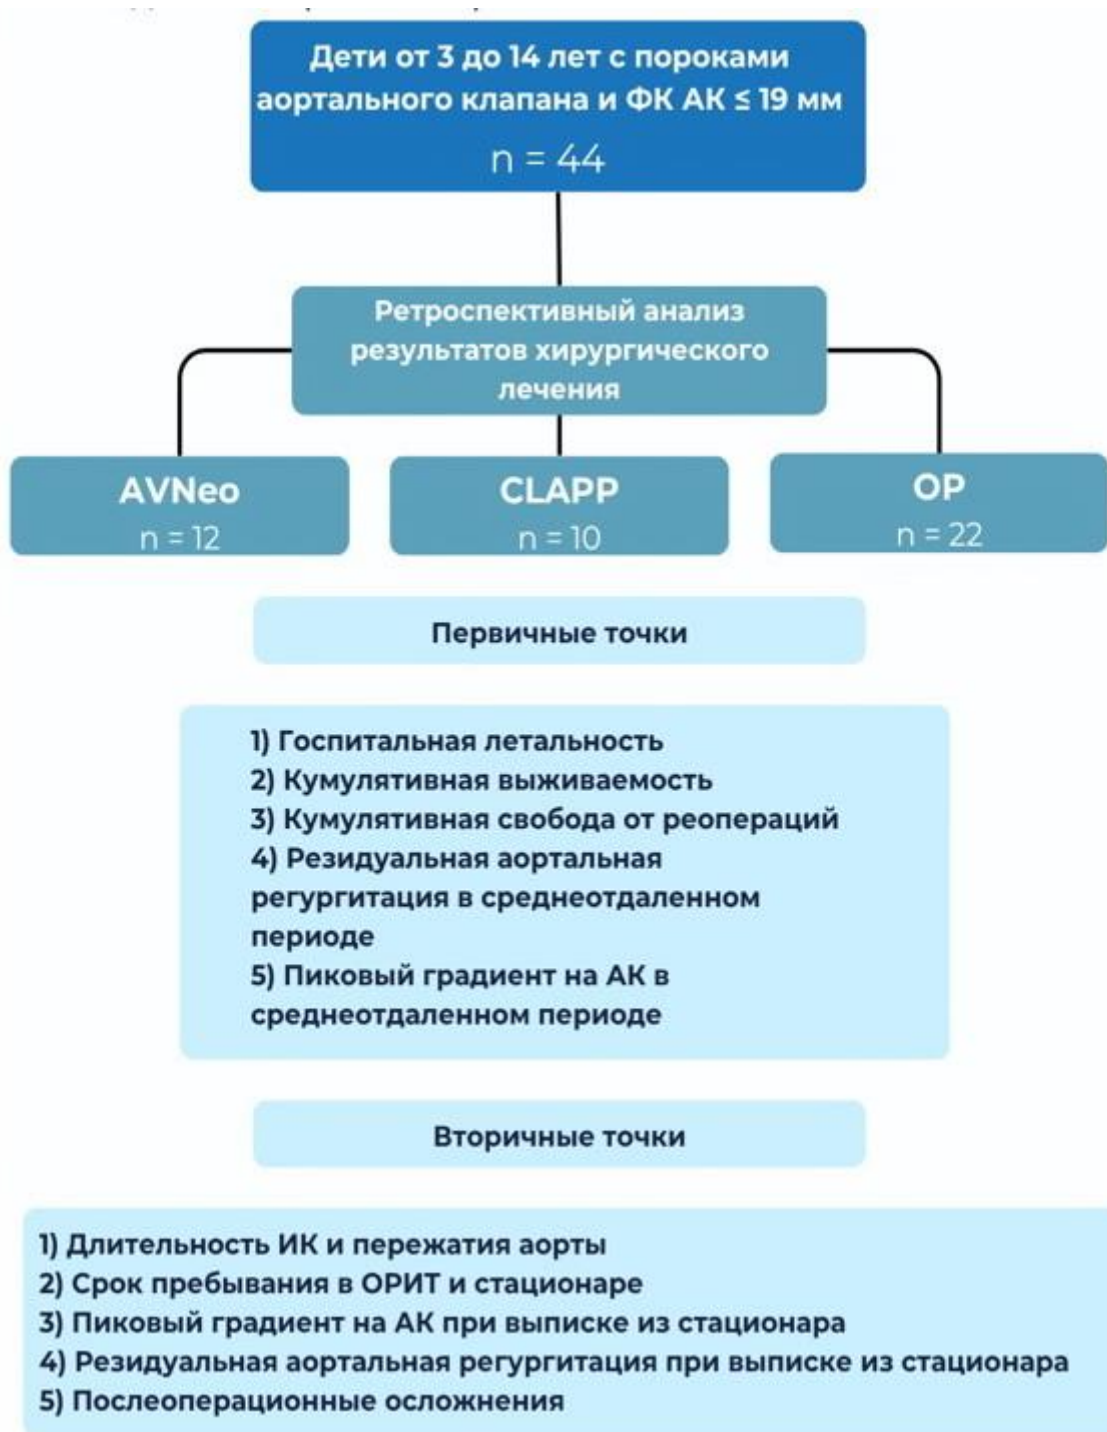 Дети от 3 до 14 лет с пороками
аортального клапана и ФК АК ≤ 19 мм
n = 44
Ретроспективный анализ
результатов хирургического
лечения
AVNeo
n = 12
CLAPP
n = 10
OP
n = 22
Первичные точки
1) Госпитальная летальность
2) Кумулятивная выживаемость
3) Кумулятивная свобода от реопераций
4) Резидуальная аортальная
регургитация в среднеотдаленном
периоде
5) Пиковый градиент на АК в
среднеотдаленном периоде
Вторичные точки
1) Длительность ИК и пережатия аорты
2) Срок пребывания в ОРИТ и стационаре
3) Пиковый градиент на АК при выписке из стационара
4) Резидуальная аортальная регургитация при выписке из стационара
5) Послеоперационные осложнения